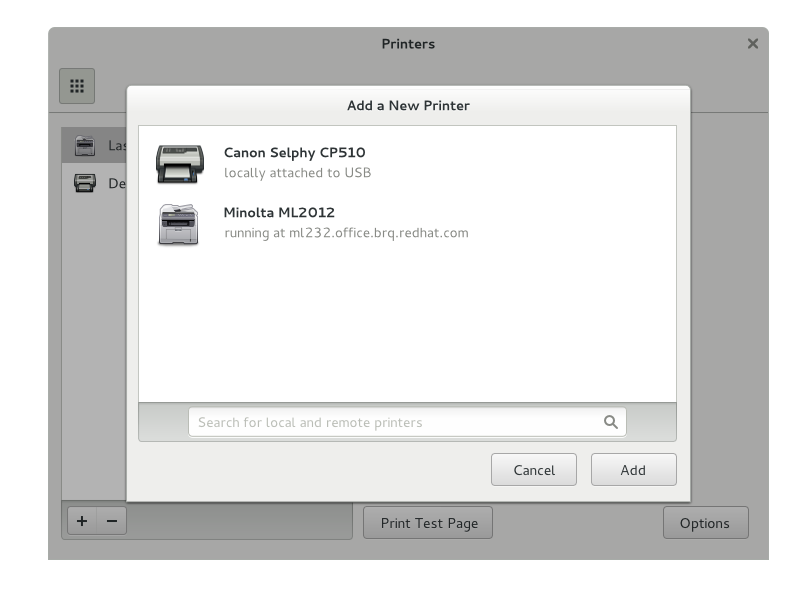 Printers
Add a New Printer
Las
De
Canon Selphy CP510
locally attached to USB
Minolta ML2012
running at ml232.office.brq.redhat.com
Search for local and remote printers
Cancel
Add
Print Test Page
Options